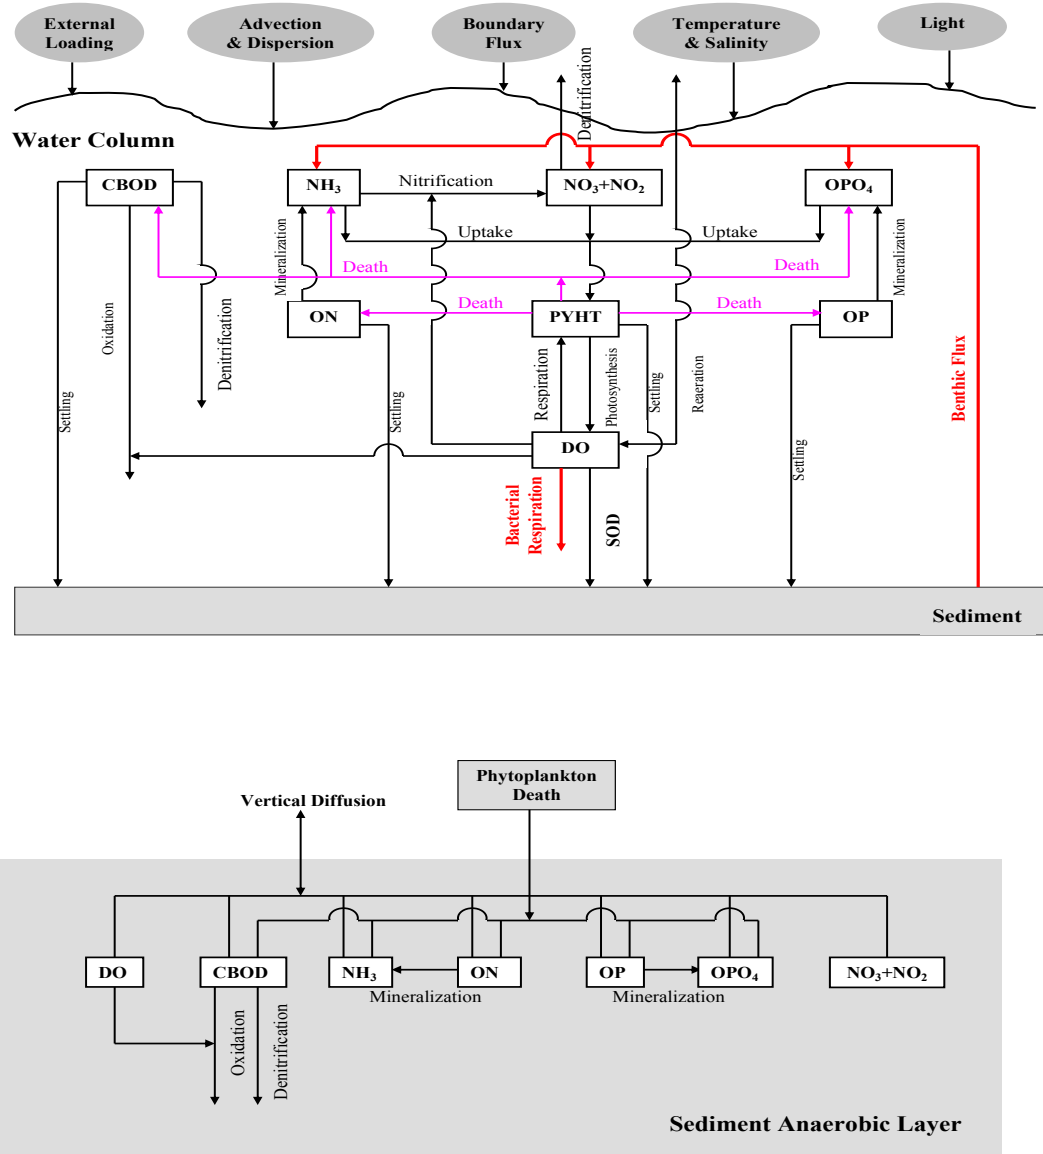 External
Loading
Advection
& Dispersion
Boundary
Flux
Temperature
& Salinity
Light
Denitrification
Water Column
CBOD
NH₃
Nitrification
NO₃+NO₂
OPO₄
Uptake
Uptake
Mineralization
Mineralization
Death
Death
Death
Death
ON
PYHT
OP
Oxidation
Denitrification
Settling
Settling
Respiration
Photosynthesis
Settling
Reaeration
Settling
Benthic Flux
DO
Bacterial
Respiration
SOD
Sediment
Phytoplankton
Death
Vertical Diffusion
DO
CBOD
NH₃
ON
OP
OPO₄
NO₃+NO₂
Mineralization
Mineralization
Oxidation
Denitrification
Sediment Anaerobic Layer